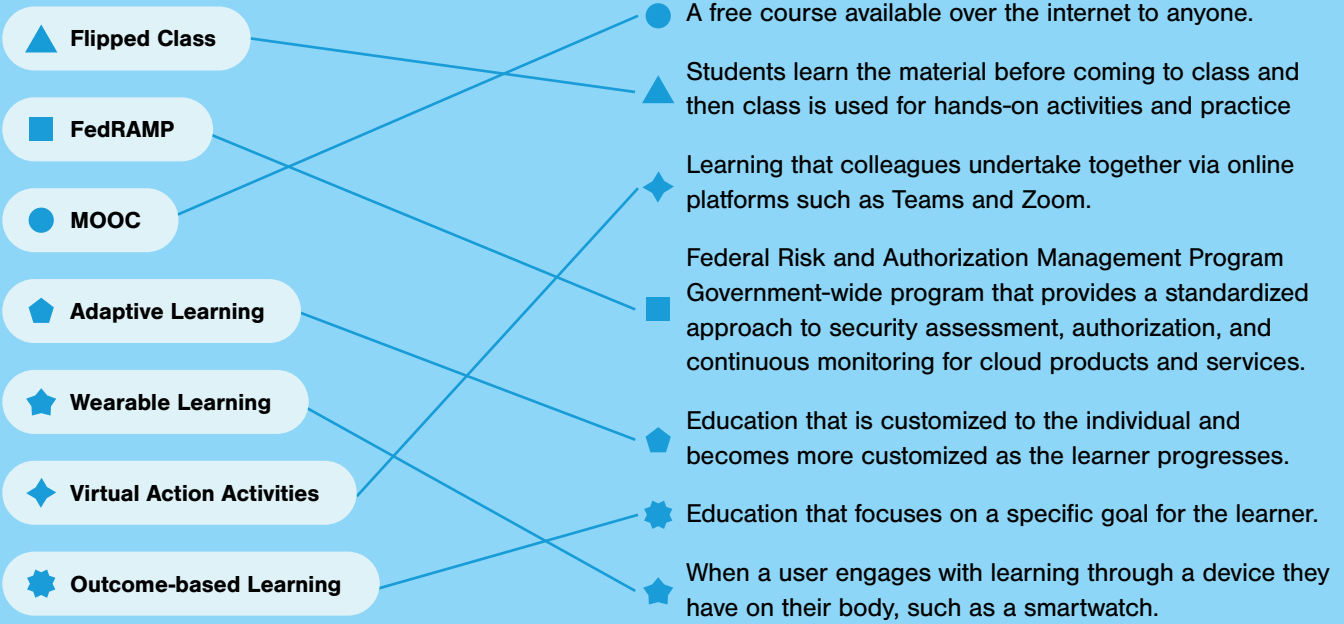 Flipped Class
FedRAMP
MOOC
Adaptive Learning
Wearable Learning
Virtual Action Activities
Outcome-based Learning
A free course available over the internet to anyone.
Students learn the material before coming to class and
then class is used for hands-on activities and practice
Learning that colleagues undertake together via online
platforms such as Teams and Zoom.
Federal Risk and Authorization Management Program
Government-wide program that provides a standardized
approach to security assessment, authorization, and
continuous monitoring for cloud products and services.
Education that is customized to the individual and
becomes more customized as the learner progresses.
Education that focuses on a specific goal for the learner.
When a user engages with learning through a device they
have on their body, such as a smartwatch.